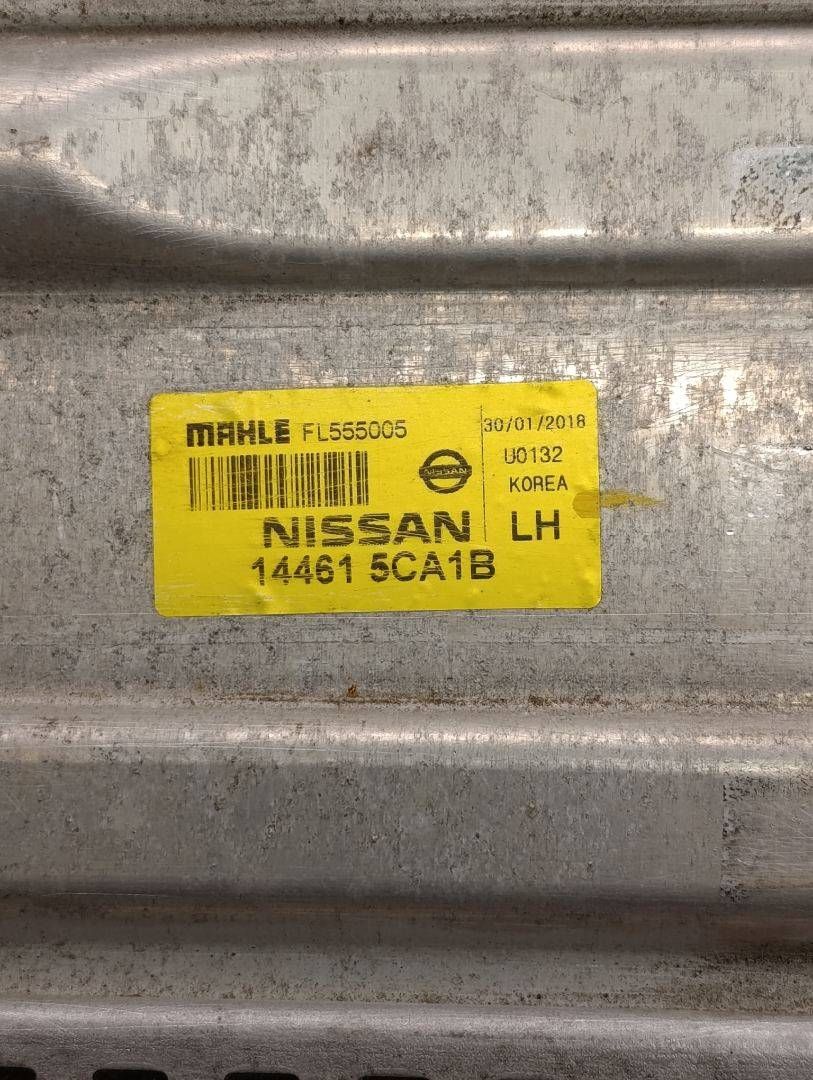 MAHLE FL555005
30/01/2018
U0132
KOREA
NISSAN
NISSAN LH
14461 5CA1B